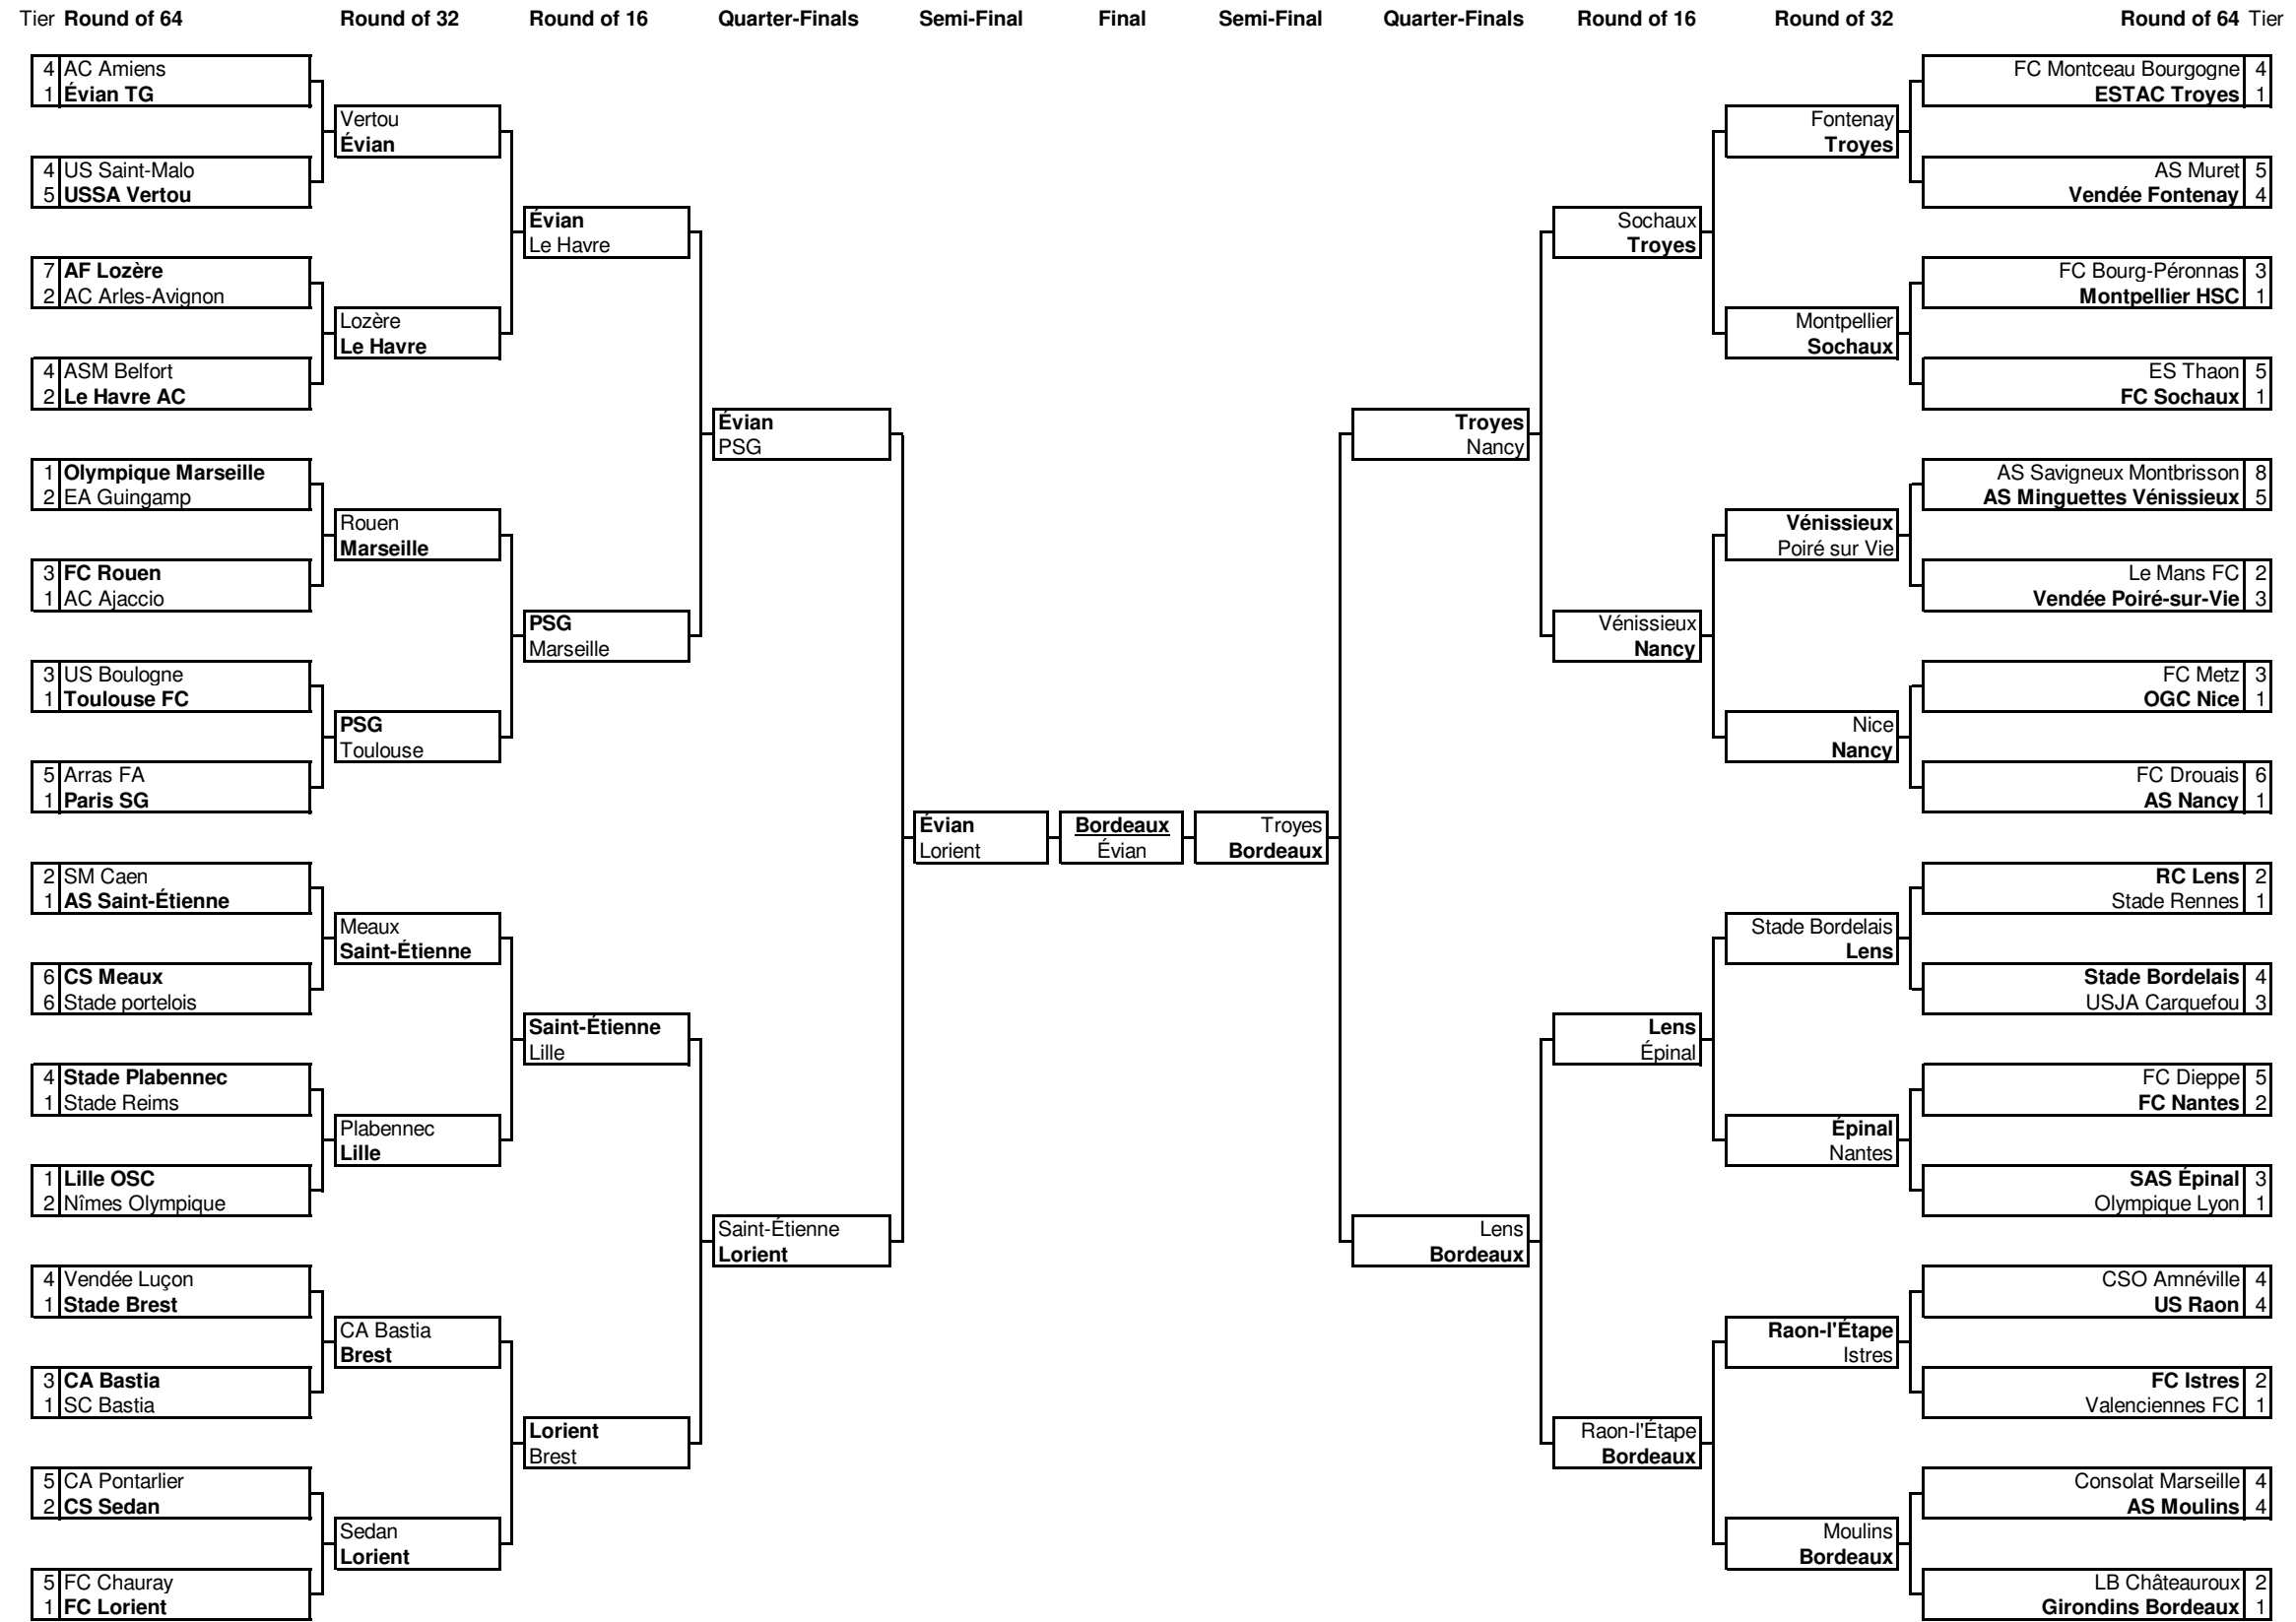 Tier Round of 64 Round of 32 Round of 16 Quarter-Finals Semi-Final Final Semi-Final Quarter-Finals Round of 16 Round of 32 Round of 64 Tier
4 AC Amiens
1 Évian TG
4 US Saint-Malo
5 USSA Vertou
7 AF Lozère
2 AC Arles-Avignon
4 ASM Belfort
2 Le Havre AC
1 Olympique Marseille
2 EA Guingamp
3 FC Rouen
1 AC Ajaccio
3 US Boulogne
1 Toulouse FC
5 Arras FA
1 Paris SG
2 SM Caen
1 AS Saint-Étienne
6 CS Meaux
6 Stade portelois
4 Stade Plabennec
1 Stade Reims
1 Lille OSC
2 Nîmes Olympique
4 Vendée Luçon
1 Stade Brest
3 CA Bastia
1 SC Bastia
5 CA Pontarlier
2 CS Sedan
5 FC Chauray
1 FC Lorient
Vertou
Évian
Lozère
Le Havre
Rouen
Marseille
PSG
Toulouse
Meaux
Saint-Étienne
Plabennec
Lille
CA Bastia
Brest
Sedan
Lorient
Évian
Le Havre
PSG
Marseille
Saint-Étienne
Lille
Lorient
Brest
Évian
PSG
Saint-Étienne
Lorient
Évian
Lorient
Bordeaux
Évian
Troyes
Bordeaux
Troyes
Nancy
Lens
Bordeaux
Sochaux
Troyes
Vénissieux
Nancy
Lens
Épinal
Raon-l'Étape
Bordeaux
Fontenay
Troyes
Montpellier
Sochaux
Vénissieux
Poiré sur Vie
Nice
Nancy
Stade Bordelais
Lens
Épinal
Nantes
Raon-l'Étape
Istres
Moulins
Bordeaux
FC Montceau Bourgogne 4
ESTAC Troyes 1
AS Muret 5
Vendée Fontenay 4
FC Bourg-Péronnas 3
Montpellier HSC 1
ES Thaon 5
FC Sochaux 1
AS Savigneux Montbrisson 8
AS Minguettes Vénissieux 5
Le Mans FC 2
Vendée Poiré-sur-Vie 3
FC Metz 3
OGC Nice 1
FC Drouais 6
AS Nancy 1
RC Lens 2
Stade Rennes 1
Stade Bordelais 4
USJA Carquefou 3
FC Dieppe 5
FC Nantes 2
SAS Épinal 3
Olympique Lyon 1
CSO Amnéville 4
US Raon 4
FC Istres 2
Valenciennes FC 1
Consolat Marseille 4
AS Moulins 4
LB Châteauroux 2
Girondins Bordeaux 1